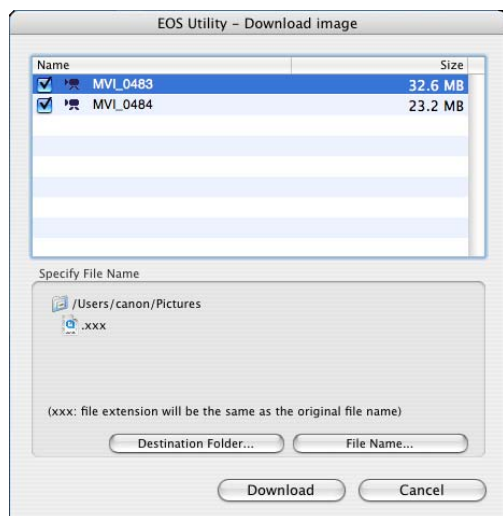 EOS Utility – Download image
Name Size
MVI_0483 32.6 MB
MVI_0484 23.2 MB
Specify File Name
/Users/canon/Pictures
.xxx
(xxx: file extension will be the same as the original file name)
Destination Folder... File Name...
Download Cancel